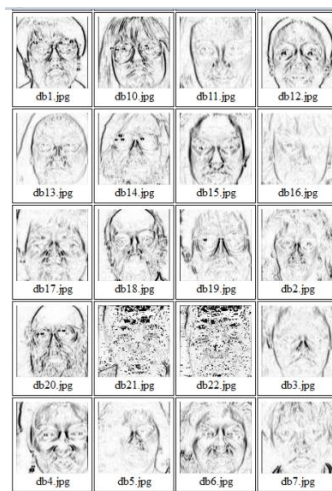 db1.jpg db10.jpg db11.jpg db12.jpg
db13.jpg db14.jpg db15.jpg db16.jpg
db17.jpg db18.jpg db19.jpg db2.jpg
db20.jpg db21.jpg db22.jpg db3.jpg
db4.jpg db5.jpg db6.jpg db7.jpg